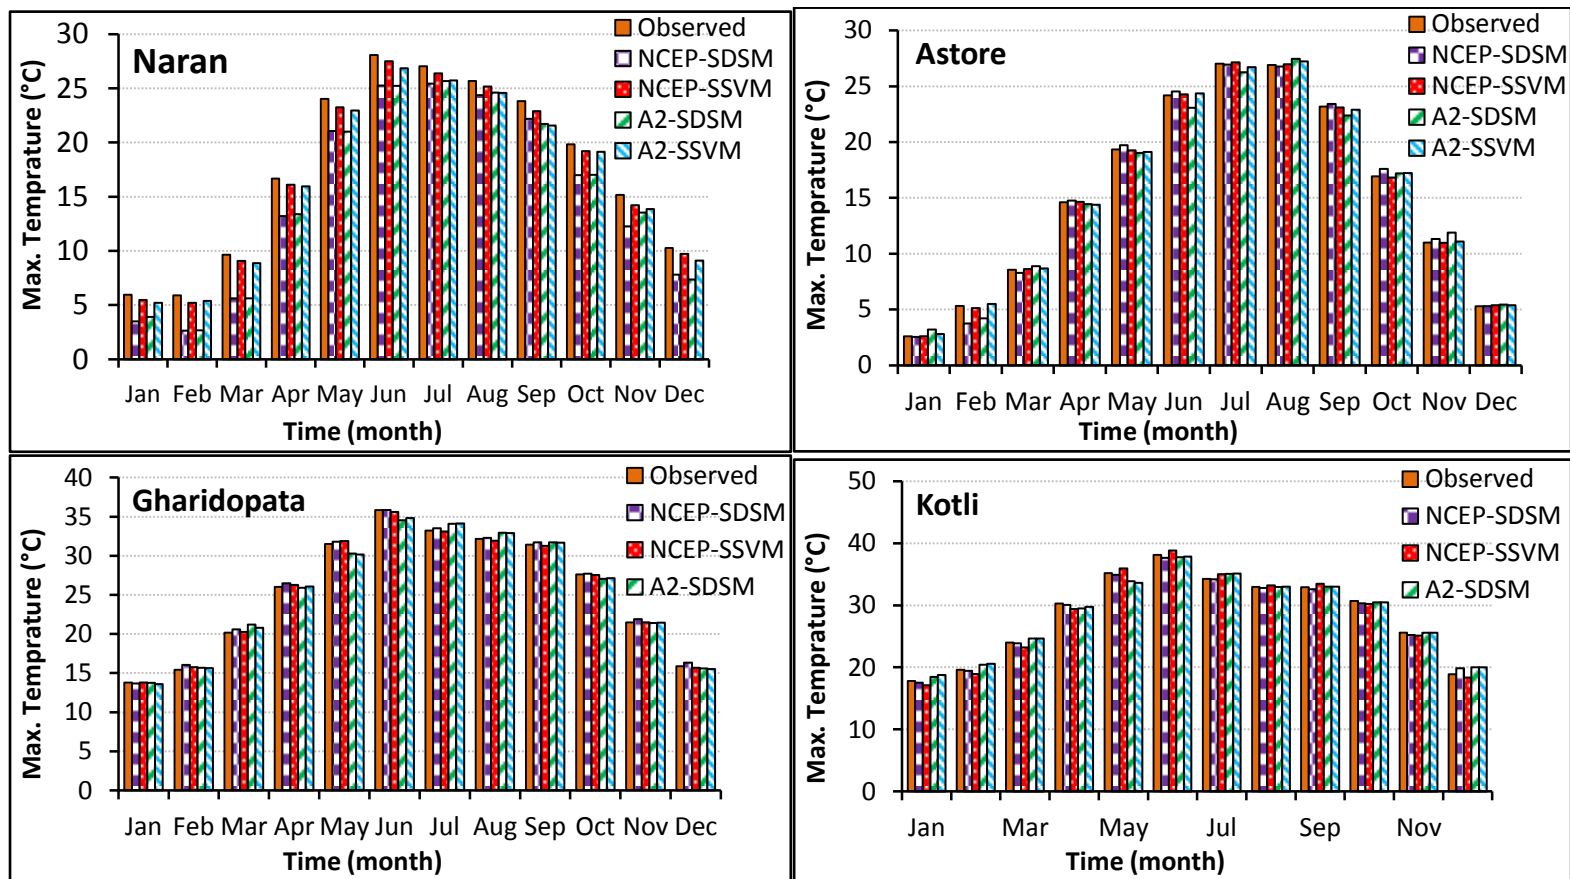 Naran
Max. Temprature (°C)
30
25
20
15
10
5
0
Observed
NCEP-SDSM
NCEP-SSVM
A2-SDSM
A2-SSVM
Jan Feb Mar Apr May Jun Jul Aug Sep Oct Nov Dec
Time (month)
Astore
Max. Temprature (°C)
30
25
20
15
10
5
0
Observed
NCEP-SDSM
NCEP-SSVM
A2-SDSM
A2-SSVM
Jan Feb Mar Apr May Jun Jul Aug Sep Oct Nov Dec
Time (month)
Gharidopata
Max. Temprature (°C)
40
35
30
25
20
15
10
5
0
Observed
NCEP-SDSM
NCEP-SSVM
A2-SDSM
Jan Feb Mar Apr May Jun Jul Aug Sep Oct Nov Dec
Time (month)
Kotli
Max. Temprature (°C)
50
40
30
20
10
0
Observed
NCEP-SDSM
NCEP-SSVM
A2-SDSM
Jan Mar May Jul Sep Nov
Time (month)